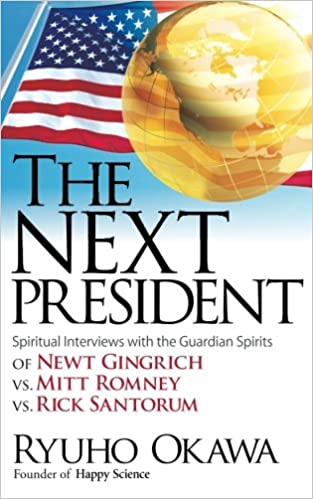 THE
NEXT
PRESIDENT
Spiritual Interviews with the Guardian Spirits
OF NEWT GINGRICH
VS. MITT ROMNEY
VS. RICK SANTORUM
RYUHO OKAWA
Founder of Happy Science